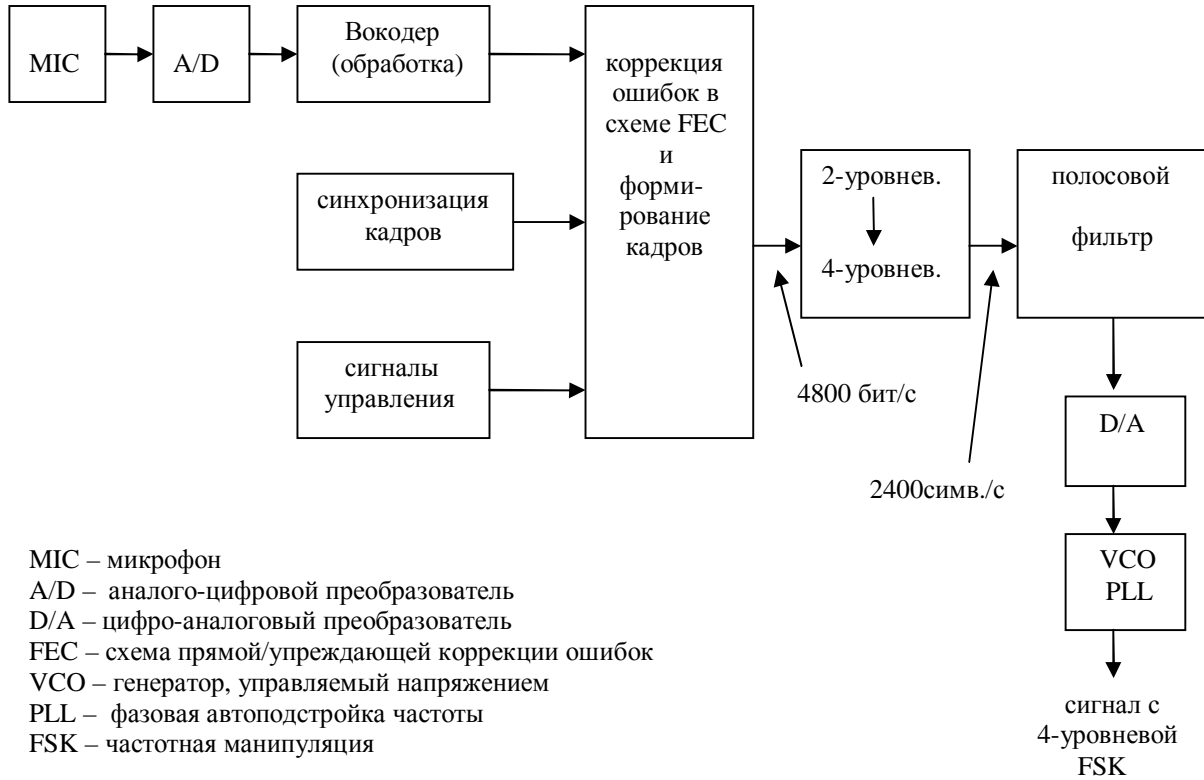 MIC
A/D
Вокодер
(обработка)
коррекция
ошибок в
схеме FEC
и
форми-
рование
кадров
синхронизация
кадров
сигналы
управления
2-уровнев.
4-уровнев.
полосовой
фильтр
4800 бит/с
2400симв./с
D/A
VCO
PLL
сигнал с
4-уровневой
FSK
MIC – микрофон
A/D – аналого-цифровой преобразователь
D/A – цифро-аналоговый преобразователь
FEC – схема прямой/упреждающей коррекции ошибок
VCO – генератор, управляемый напряжением
PLL – фазовая автоподстройка частоты
FSK – частотная манипуляция